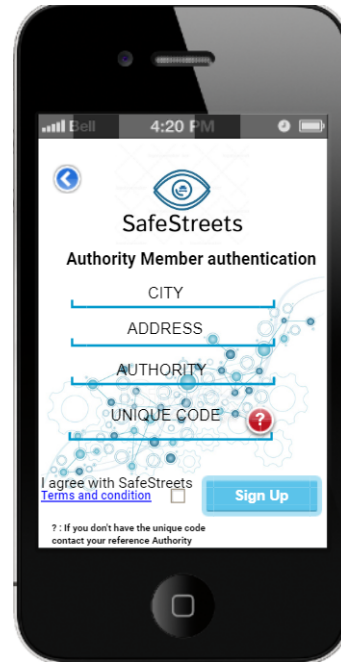 Bell 4:20 PM
SafeStreets
Authority Member authentication
CITY
ADDRESS
AUTHORITY
UNIQUE CODE ?
I agree with SafeStreets
Terms and condition
Sign Up
? : If you don't have the unique code
contact your reference Authority